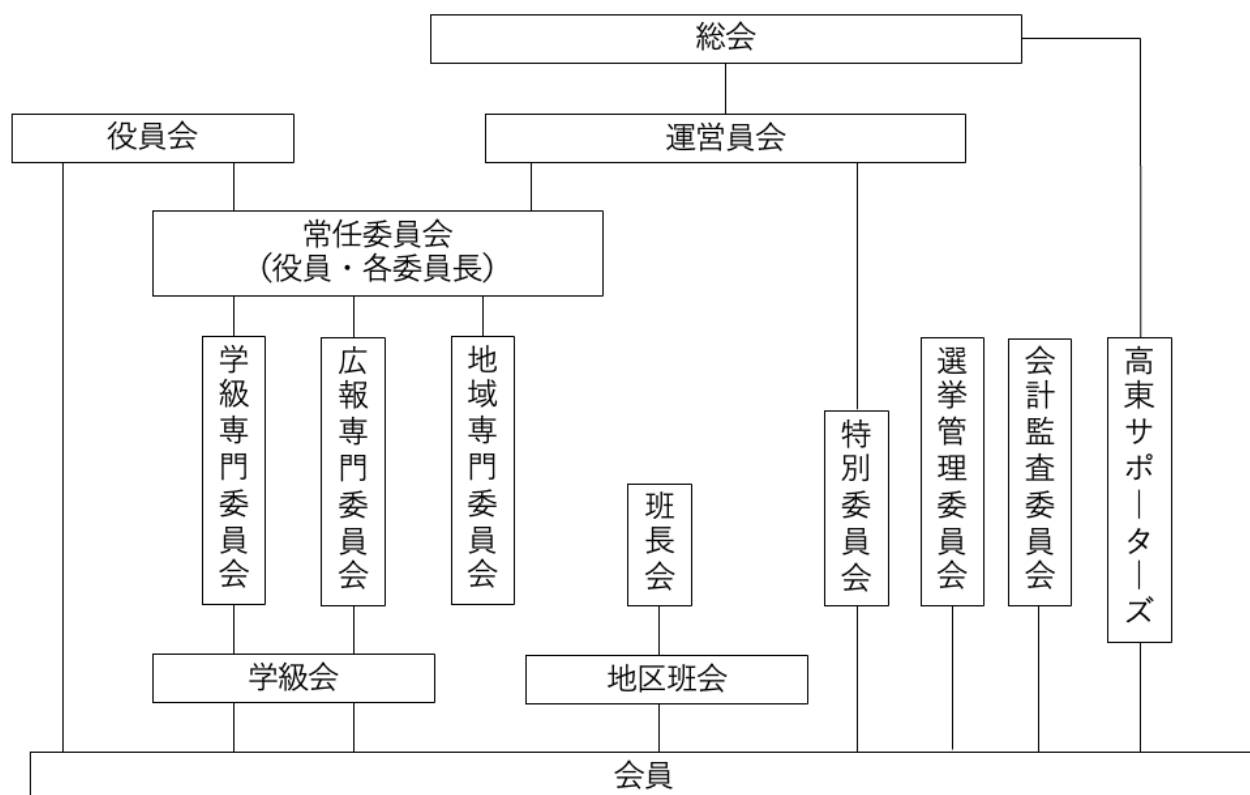 総会
役員会
運営員会
常任委員会
（役員・各委員長）
学級専門委員会
広報専門委員会
地域専門委員会
班長会
特別委員会
選挙管理委員会
会計監査委員会
高東サポーターズ
学級会
地区班会
会員